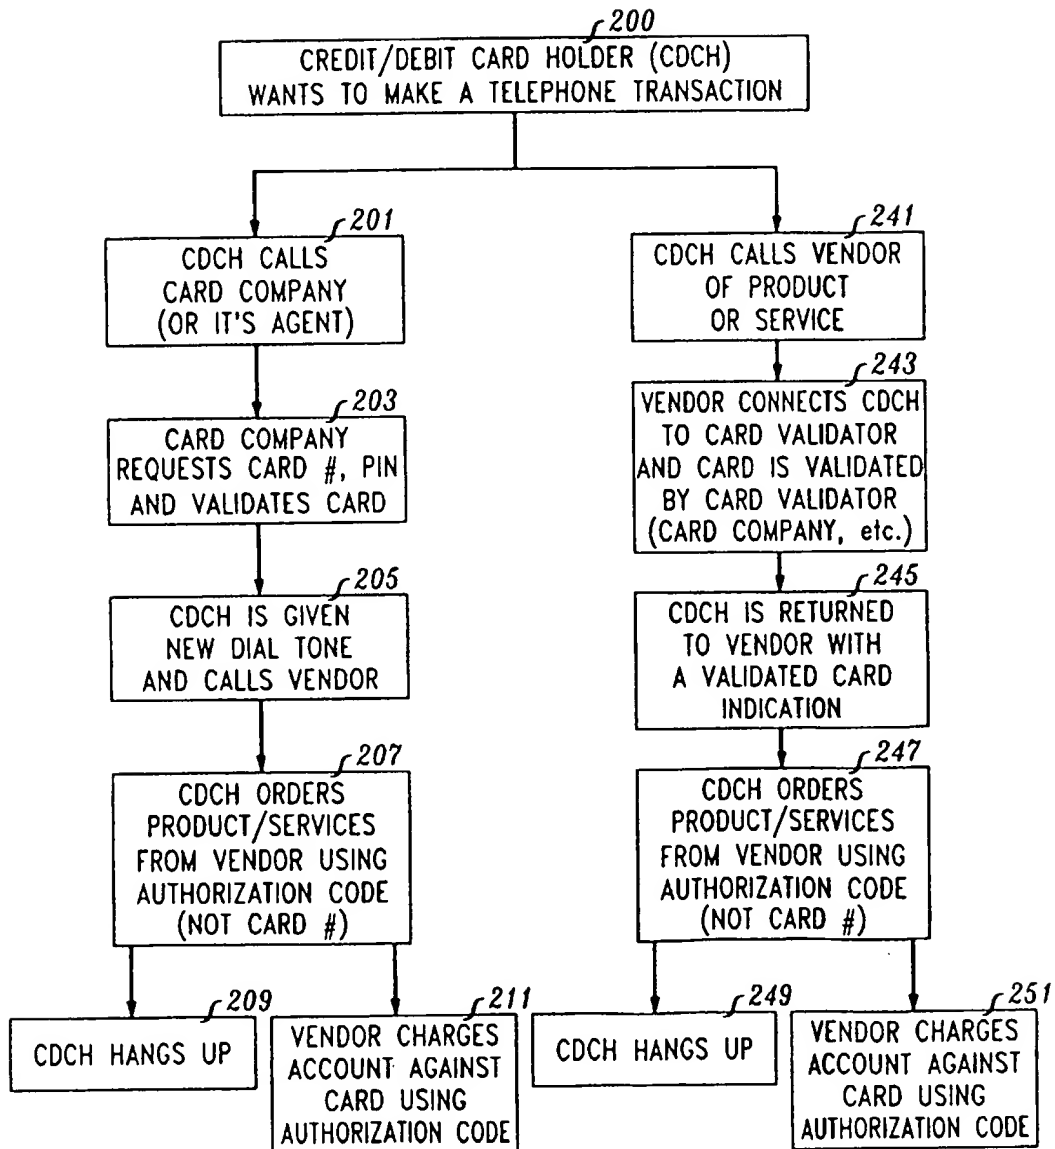 200
CREDIT/DEBIT CARD HOLDER (CDCH)
WANTS TO MAKE A TELEPHONE TRANSACTION
201
CDCH CALLS
CARD COMPANY
(OR IT'S AGENT)
203
CARD COMPANY
REQUESTS CARD #, PIN
AND VALIDATES CARD
205
CDCH IS GIVEN
NEW DIAL TONE
AND CALLS VENDOR
207
CDCH ORDERS
PRODUCT/SERVICES
FROM VENDOR USING
AUTHORIZATION CODE
(NOT CARD #)
209
CDCH HANGS UP
211
VENDOR CHARGES
ACCOUNT AGAINST
CARD USING
AUTHORIZATION CODE
241
CDCH CALLS VENDOR
OF PRODUCT
OR SERVICE
243
VENDOR CONNECTS CDCH
TO CARD VALIDATOR
AND CARD IS VALIDATED
BY CARD VALIDATOR
(CARD COMPANY, etc.)
245
CDCH IS RETURNED
TO VENDOR WITH
A VALIDATED CARD
INDICATION
247
CDCH ORDERS
PRODUCT/SERVICES
FROM VENDOR USING
AUTHORIZATION CODE
(NOT CARD #)
249
CDCH HANGS UP
251
VENDOR CHARGES
ACCOUNT AGAINST
CARD USING
AUTHORIZATION CODE